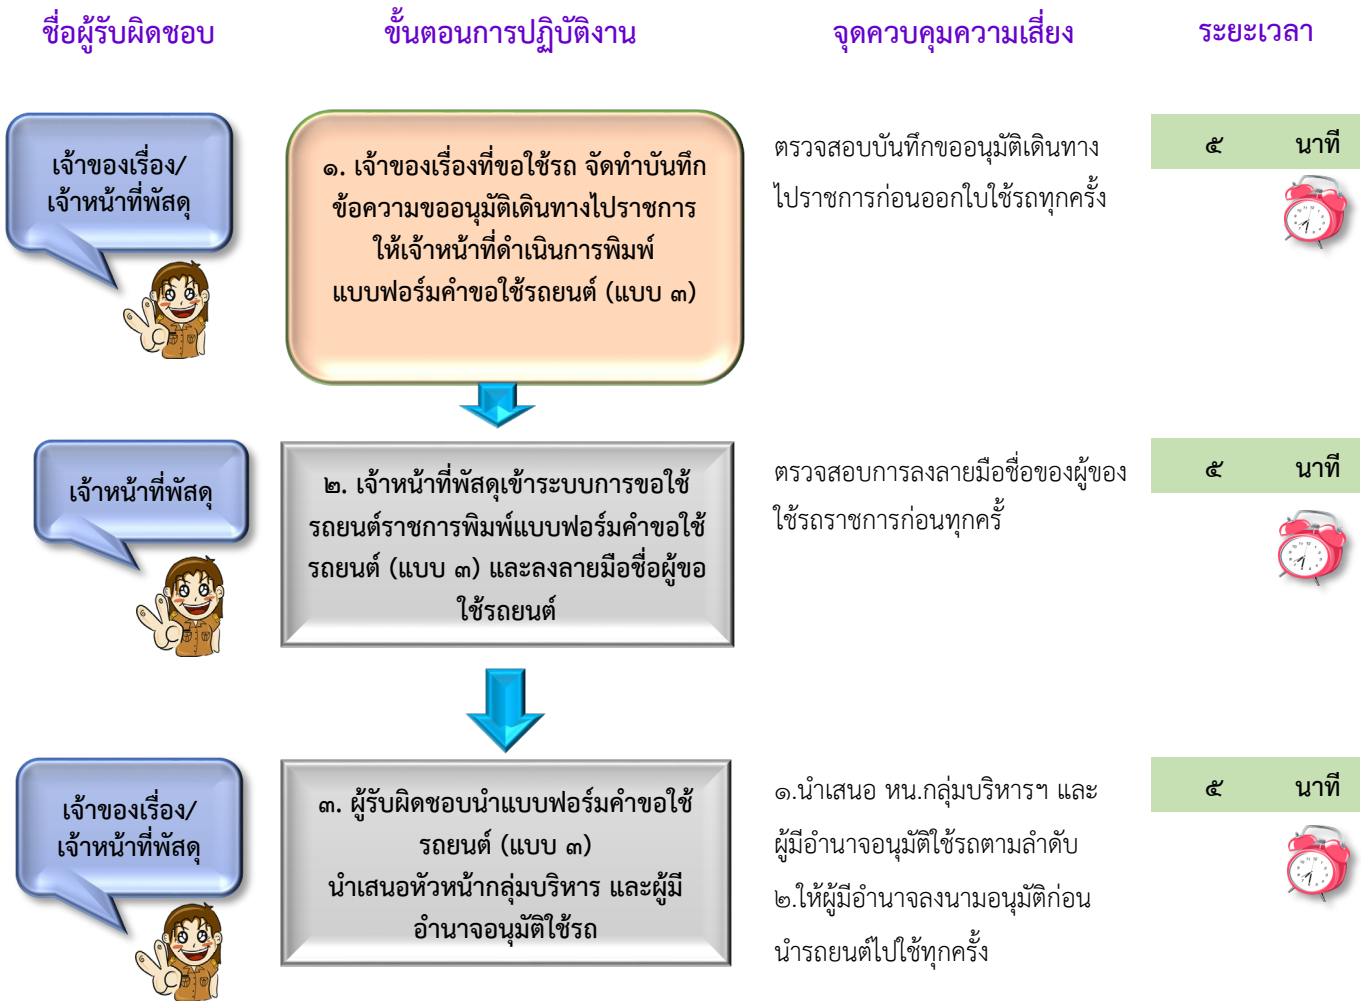 ชื่อผู้รับผิดชอบ
ขั้นตอนการปฏิบัติงาน
จุดควบคุมความเสี่ยง
ระยะเวลา
เจ้าของเรื่อง/
เจ้าหน้าที่พัสดุ
๑. เจ้าของเรื่องที่ขอใช้รถ จัดทำบันทึก
ข้อความขออนุมัติเดินทางไปราชการ
ให้เจ้าหน้าที่ดำเนินการพิมพ์
แบบฟอร์มคำขอใช้รถยนต์ (แบบ ๓)
ตรวจสอบบันทึกขออนุมัติเดินทาง
ไปราชการก่อนออกใบใช้รถทุกครั้ง
๕ นาที
เจ้าหน้าที่พัสดุ
๒. เจ้าหน้าที่พัสดุเข้าระบบการขอใช้
รถยนต์ราชการพิมพ์แบบฟอร์มคำขอใช้
รถยนต์ (แบบ ๓) และลงลายมือชื่อผู้ขอ
ใช้รถยนต์
ตรวจสอบการลงลายมือชื่อของผู้ของ
ใช้รถราชการก่อนทุกครั้
๕ นาที
เจ้าของเรื่อง/
เจ้าหน้าที่พัสดุ
๓. ผู้รับผิดชอบนำแบบฟอร์มคำขอใช้
รถยนต์ (แบบ ๓)
นำเสนอหัวหน้ากลุ่มบริหาร และผู้มี
อำนาจอนุมัติใช้รถ
๑.นำเสนอ หน.กลุ่มบริหารฯ และ
ผู้มีอำนาจอนุมัติใช้รถตามลำดับ
๒.ให้ผู้มีอำนาจลงนามอนุมัติก่อน
นำรถยนต์ไปใช้ทุกครั้ง
๕ นาที